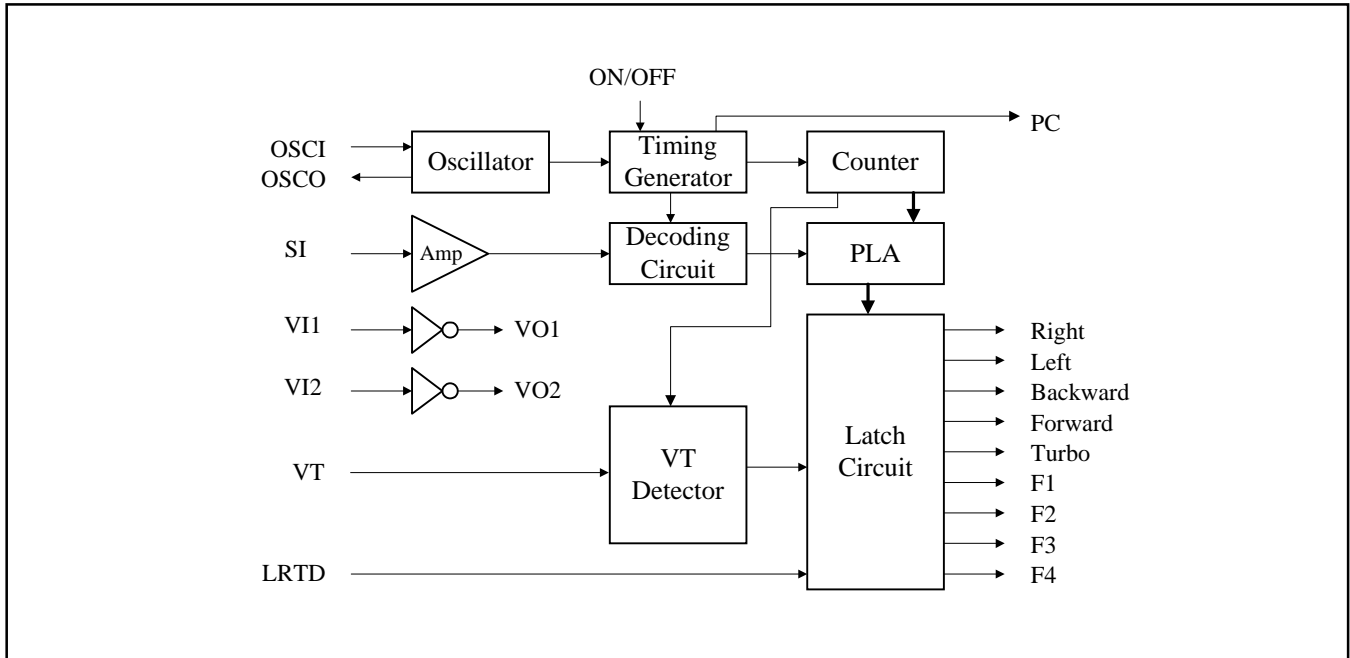 ON/OFF
PC
OSCI
OSCO
Oscillator
Timing
Generator
Counter
SI
Amp
Decoding
Circuit
PLA
VI1
VO1
VI2
VO2
VT
VT
Detector
LRTD
Latch
Circuit
Right
Left
Backward
Forward
Turbo
F1
F2
F3
F4